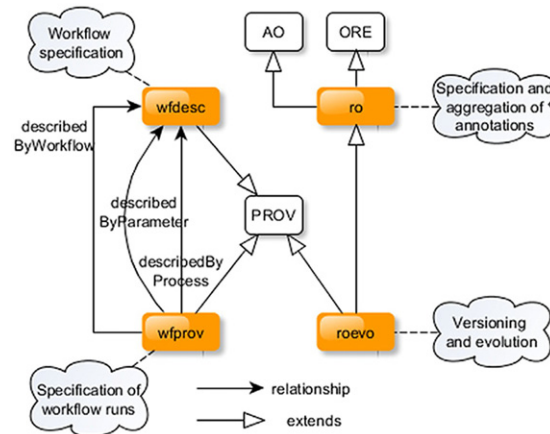 Workflow
specification
AO
ORE
wfdesc
ro
Specification and
aggregation of
annotations
described
ByWorkflow
described
ByParameter
PROV
describedBy
Process
wfprov
roevo
Versioning
and evolution
Specification of
workflow runs
relationship
extends